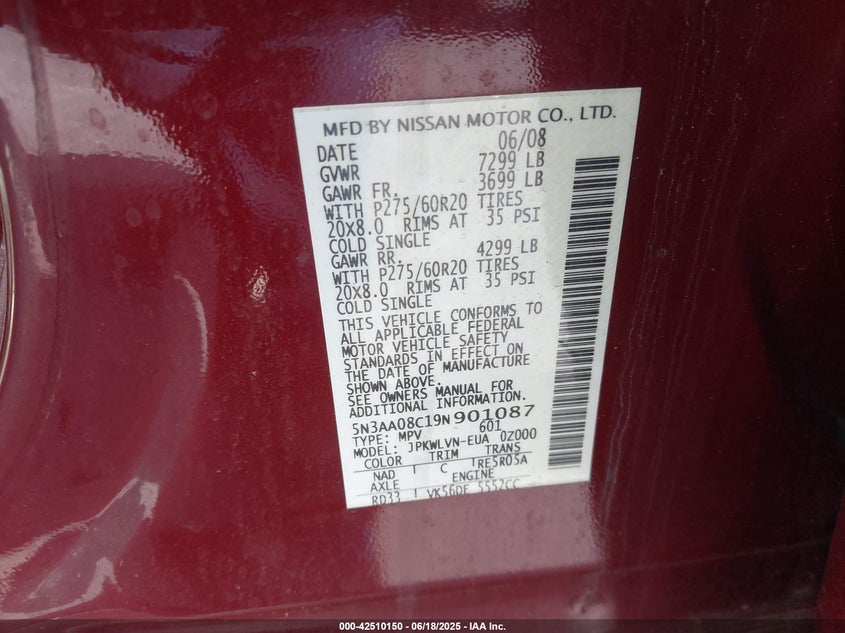 MFD BY NISSAN MOTOR CO., LTD.
DATE 06/08
GVWR 7299 LB
GAWR FR. 3699 LB
WITH P275/60R20 TIRES
20X8.0 RIMS AT 35 PSI
COLD SINGLE
GAWR RR. 4299 LB
WITH P275/60R20 TIRES
20X8.0 RIMS AT 35 PSI
COLD SINGLE
THIS VEHICLE CONFORMS TO
ALL APPLICABLE FEDERAL
MOTOR VEHICLE SAFETY
STANDARDS IN EFFECT ON
THE DATE OF MANUFACTURE
SHOWN ABOVE.
SEE OWNERS MANUAL FOR
ADDITIONAL INFORMATION.
5N3AA08C19N901087
TYPE: MPV 601
MODEL: JPKWLVN-EUA 0Z000
COLOR TRIM TRANS
NAD C TRE5R05A
AXLE ENGINE
RD33 VK56DE 5552CC
000-42510150 - 06/18/2025 - IAA Inc.